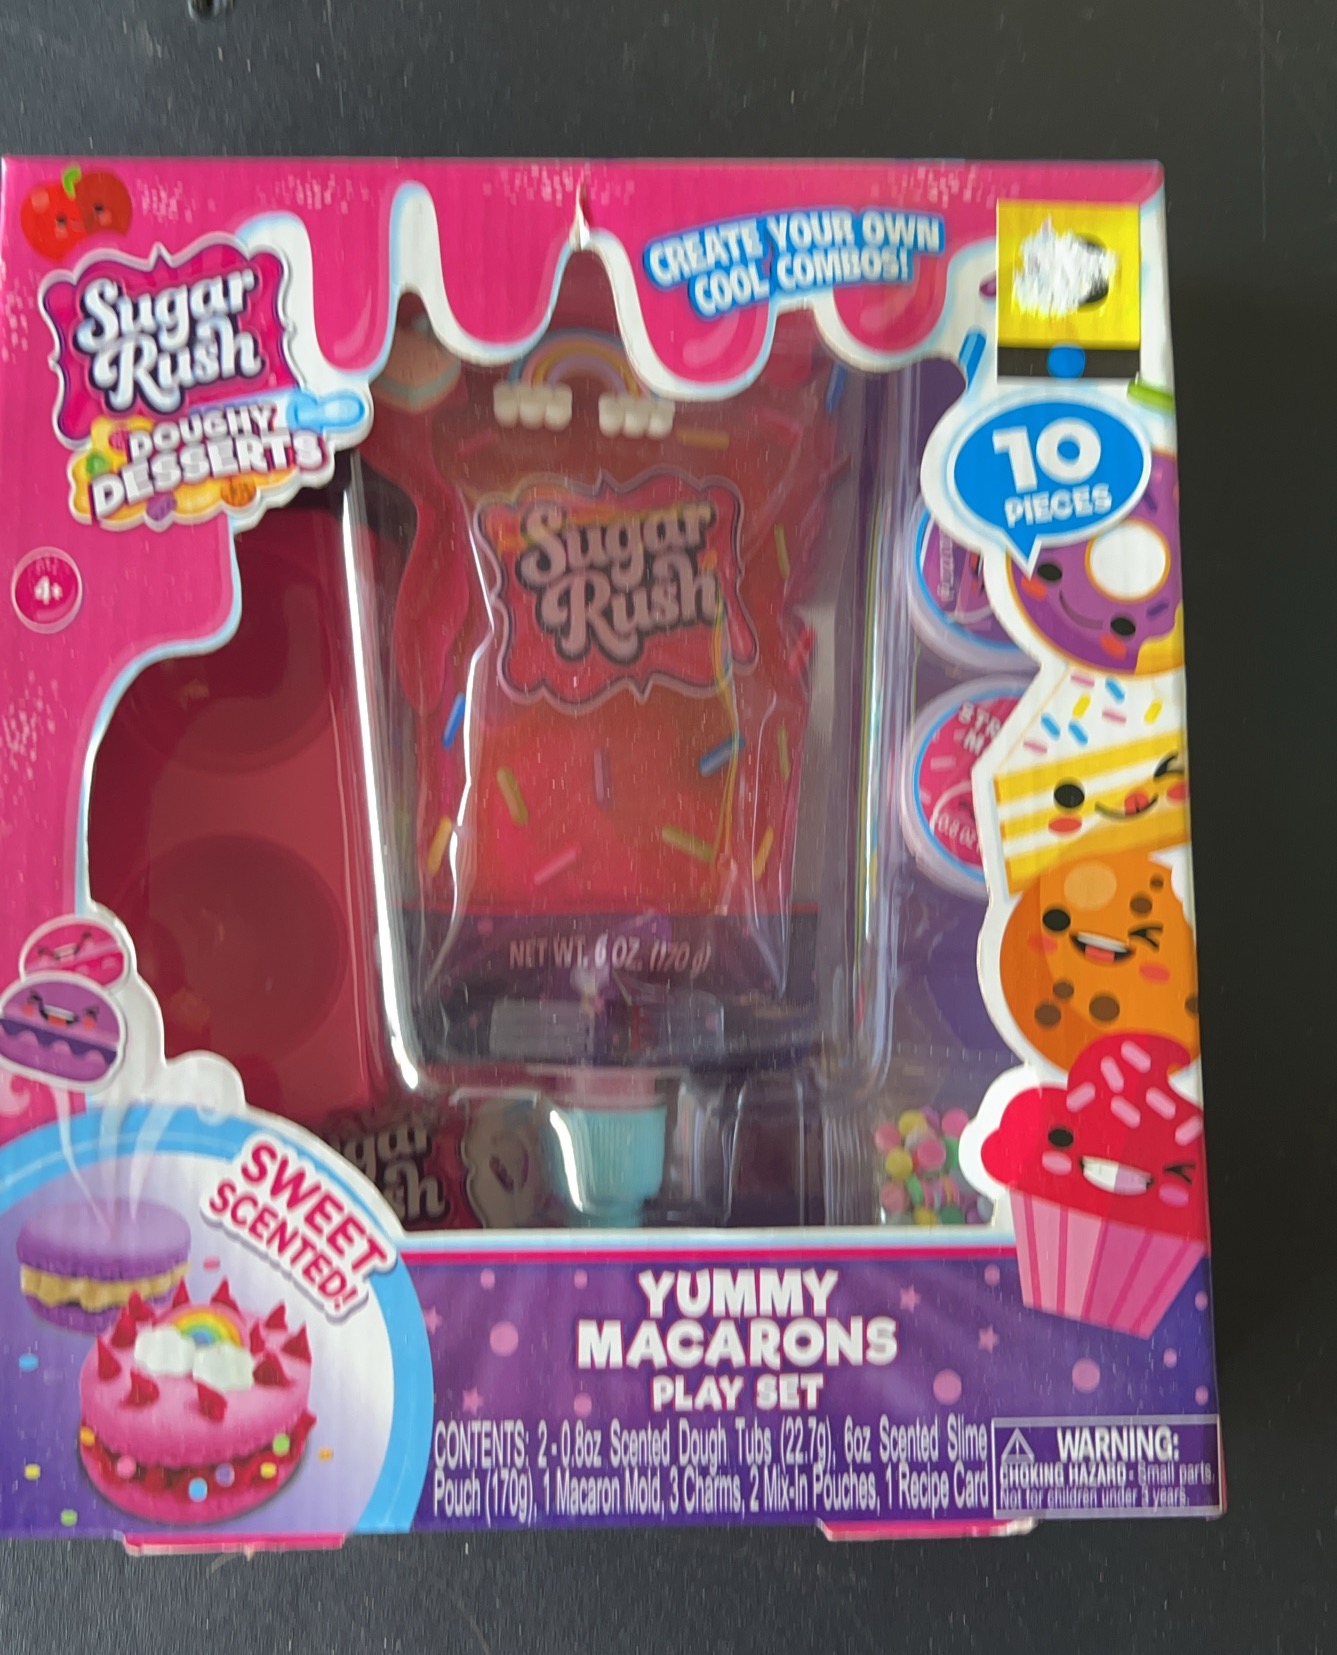 Sugar
Rush
DOUGHY
DESSERTS
CREATE YOUR OWN
COOL COMBOS!
10
PIECES
4+
Sugar
Rush
NET WT. 6 OZ. (170 g)
SWEET
SCENTED!
YUMMY
MACARONS
PLAY SET
CONTENTS: 2-0.8oz Scented Dough Tubs (22.7g), 6oz Scented Slime
Pouch (170g), 1 Macaron Mold, 3 Charms, 2 Mix-In Pouches, 1 Recipe Card
WARNING:
CHOKING HAZARD - Small parts.
Not for children under 3 years.